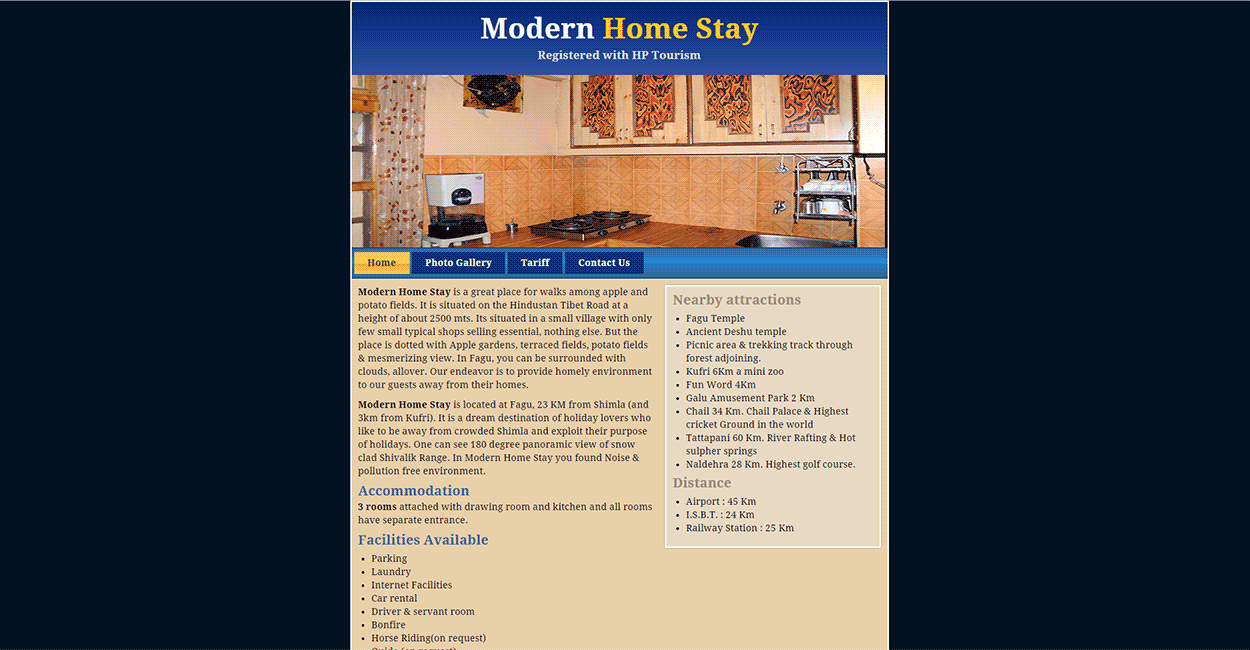 Modern Home Stay
Registered with HP Tourism
Home
Photo Gallery
Tariff
Contact Us
Modern Home Stay is a great place for walks among apple and
potato fields. It is situated on the Hindustan Tibet Road at a
height of about 2500 mts. Its situated in a small village with only
few small typical shops selling essential, nothing else. But the
place is dotted with Apple gardens, terraced fields, potato fields
& mesmerizing view. In Fagu, you can be surrounded with
clouds, allover. Our endeavor is to provide homely environment
to our guests away from their homes.
Modern Home Stay is located at Fagu, 23 KM from Shimla (and
3km from Kufri). It is a dream destination of holiday lovers who
like to be away from crowded Shimla and exploit their purpose
of holidays. One can see 180 degree panoramic view of snow
clad Shivalik Range. In Modern Home Stay you found Noise &
pollution free environment.
Accommodation
3 rooms attached with drawing room and kitchen and all rooms
have separate entrance.
Facilities Available
• Parking
• Laundry
• Internet Facilities
• Car rental
• Driver & servant room
• Bonfire
• Horse Riding(on request)
• Guide (on request)
Nearby attractions
• Fagu Temple
• Ancient Deshu temple
• Picnic area & trekking track through
forest adjoining.
• Kufri 6Km a mini zoo
• Fun Word 4Km
• Galu Amusement Park 2 Km
• Chail 34 Km. Chail Palace & Highest
cricket Ground in the world
• Tattapani 60 Km. River Rafting & Hot
sulpher springs
• Naldehra 28 Km. Highest golf course.
Distance
• Airport : 45 Km
• I.S.B.T. : 24 Km
• Railway Station : 25 Km